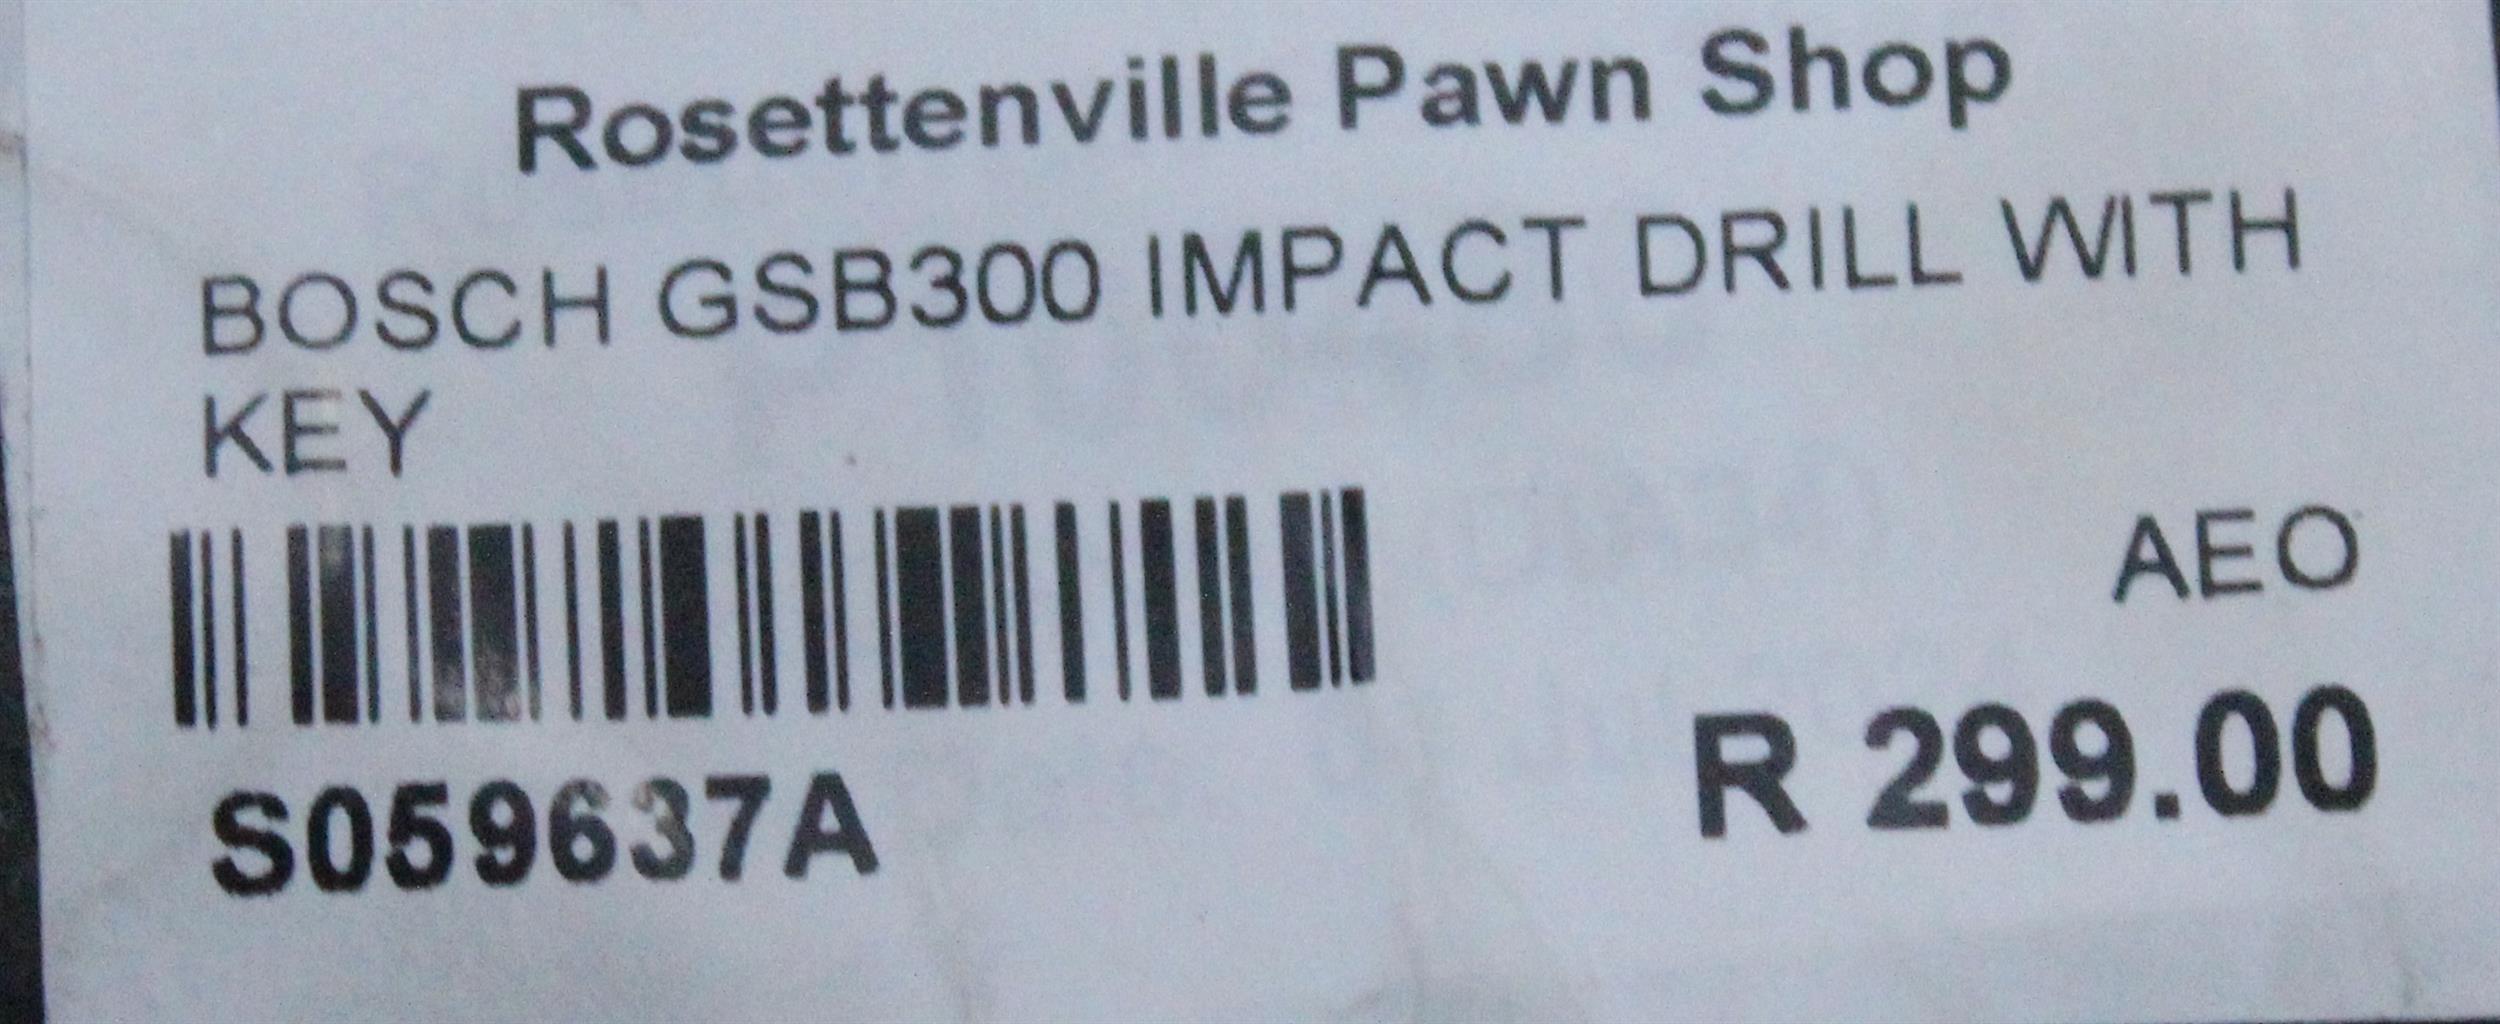 Rosettenville Pawn Shop
BOSCH GSB300 IMPACT DRILL WITH
KEY
AEO
S059637A
R 299.00